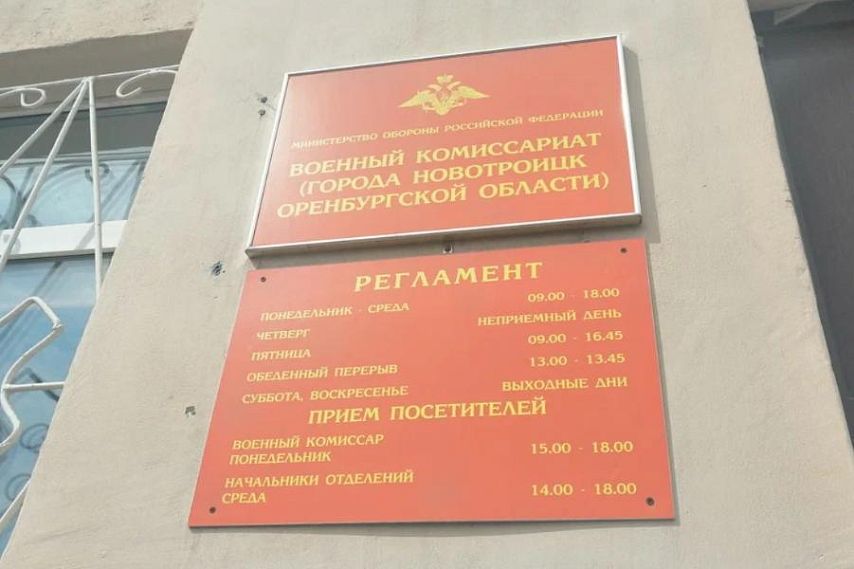 МИНИСТЕРСТВО ОБОРОНЫ РОССИЙСКОЙ ФЕДЕРАЦИИ
ВОЕННЫЙ КОМИССАРИАТ
(ГОРОДА НОВОТРОИЦК
ОРЕНБУРГСКОЙ ОБЛАСТИ)
РЕГЛАМЕНТ
ПОНЕДЕЛЬНИК - СРЕДА 09.00 - 18.00
ЧЕТВЕРГ НЕПРИЕМНЫЙ ДЕНЬ
ПЯТНИЦА 09.00 - 16.45
ОБЕДЕННЫЙ ПЕРЕРЫВ 13.00 - 13.45
СУББОТА, ВОСКРЕСЕНЬЕ ВЫХОДНЫЕ ДНИ
ПРИЕМ ПОСЕТИТЕЛЕЙ
ВОЕННЫЙ КОМИССАР
ПОНЕДЕЛЬНИК 15.00 - 18.00
НАЧАЛЬНИКИ ОТДЕЛЕНИЙ
СРЕДА 14.00 - 18.00